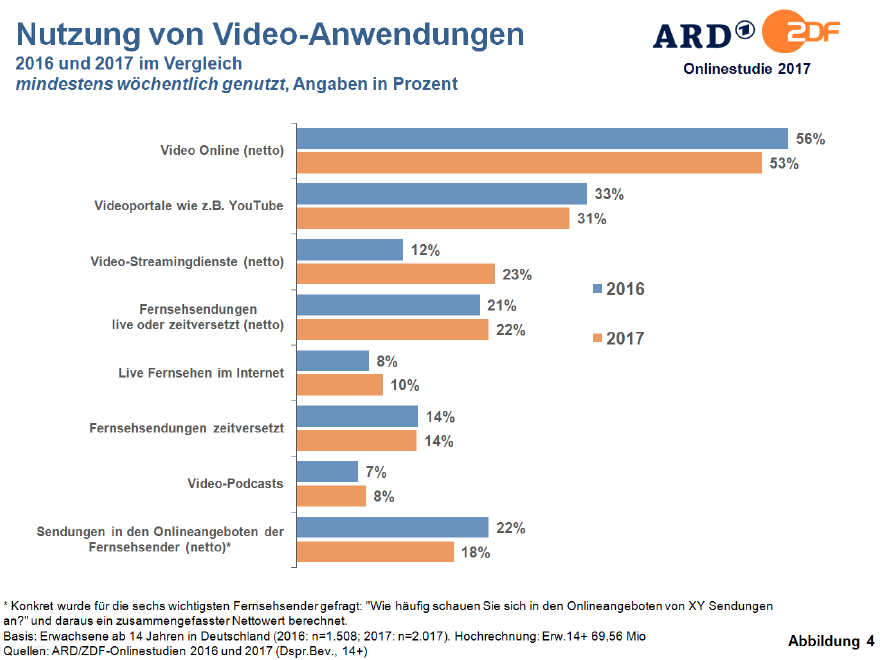 Nutzung von Video-Anwendungen
2016 und 2017 im Vergleich
mindestens wöchentlich genutzt, Angaben in Prozent
ARD 1 ZDF
Onlinestudie 2017
Video Online (netto)
56%
53%
Videoportale wie z.B. YouTube
33%
31%
Video-Streamingdienste (netto)
12%
23%
Fernsehsendungen
live oder zeitversetzt (netto)
21%
22%
Live Fernsehen im Internet
8%
10%
Fernsehsendungen zeitversetzt
14%
14%
Video-Podcasts
7%
8%
Sendungen in den Onlineangeboten der
Fernsehsender (netto)*
22%
18%
2016
2017
* Konkret wurde für die sechs wichtigsten Fernsehsender gefragt: "Wie häufig schauen Sie sich in den Onlineangeboten von XY Sendungen
an?" und daraus ein zusammengefasster Nettowert berechnet.
Basis: Erwachsene ab 14 Jahren in Deutschland (2016: n=1.508; 2017: n=2.017). Hochrechnung: Erw.14+ 69,56 Mio
Quellen: ARD/ZDF-Onlinestudien 2016 und 2017 (Dspr.Bev., 14+)
Abbildung 4